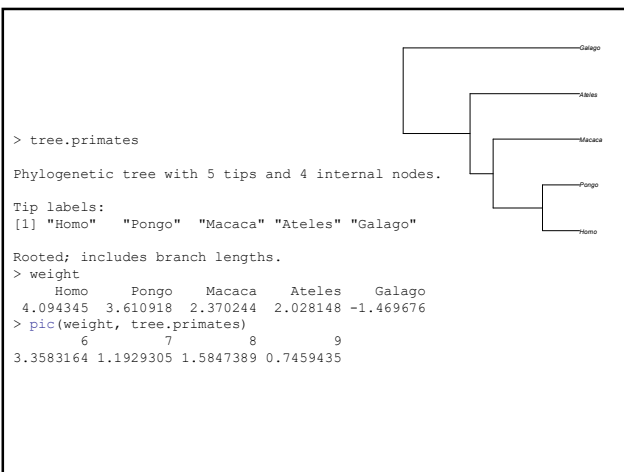 Galago
Ateles
Macaca
Pongo
Homo
> tree.primates
Phylogenetic tree with 5 tips and 4 internal nodes.
Tip labels:
[1] "Homo"   "Pongo"  "Macaca" "Ateles" "Galago"
Rooted; includes branch lengths.
> weight
     Homo     Pongo    Macaca    Ateles    Galago
 4.094345  3.610918  2.370244  2.028148 -1.469676
> pic(weight, tree.primates)
        6         7         8         9
3.3583164 1.1929305 1.5847389 0.7459435